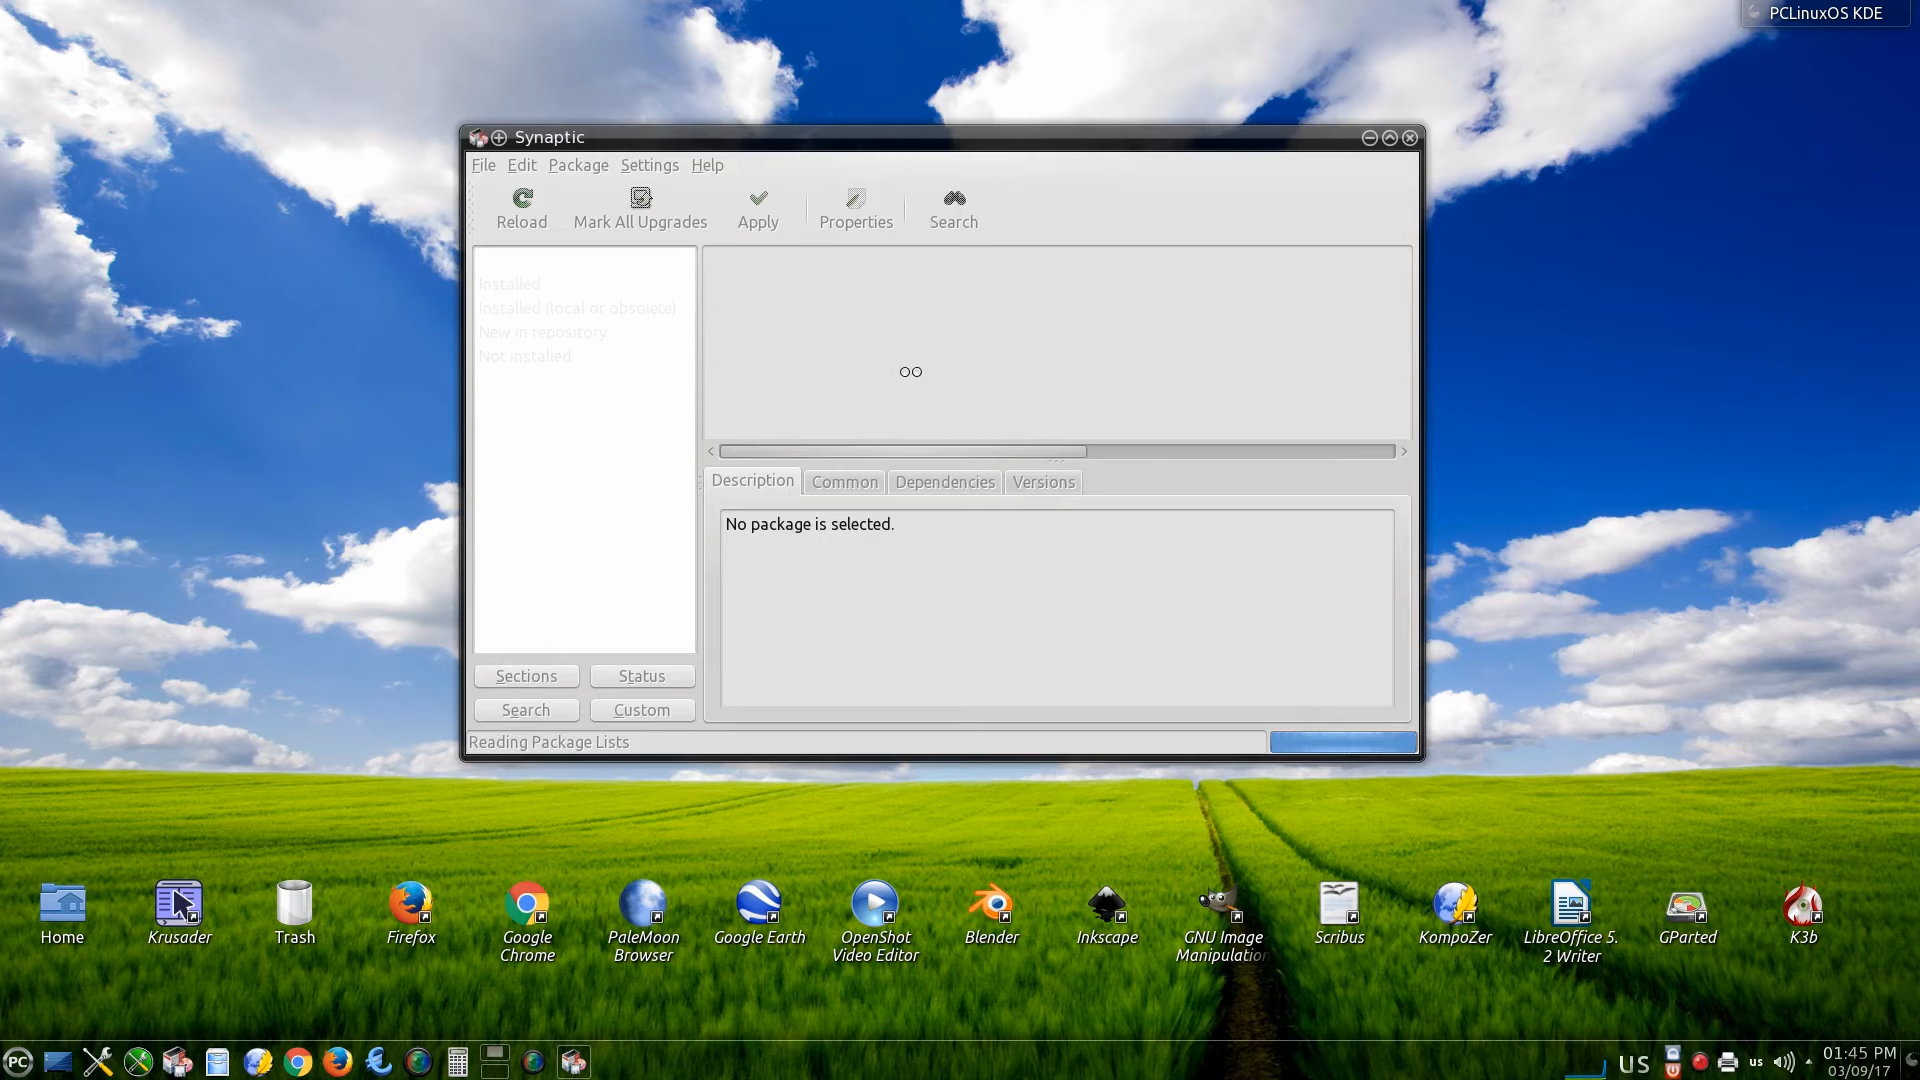 PCLinuxOS KDE
Synaptic
File Edit Package Settings Help
Reload Mark All Upgrades Apply Properties Search
Installed
Installed (local or obsolete)
New in repository
Not installed
Description Common Dependencies Versions
No package is selected.
Sections Status
Search Custom
Reading Package Lists
Home Krusader Trash Firefox Google Chrome PaleMoon Browser Google Earth OpenShot Video Editor Blender Inkscape GNU Image Manipulation Scribus KompoZer LibreOffice 5.2 Writer GParted K3b
PC US us 01:45 PM
03/09/17